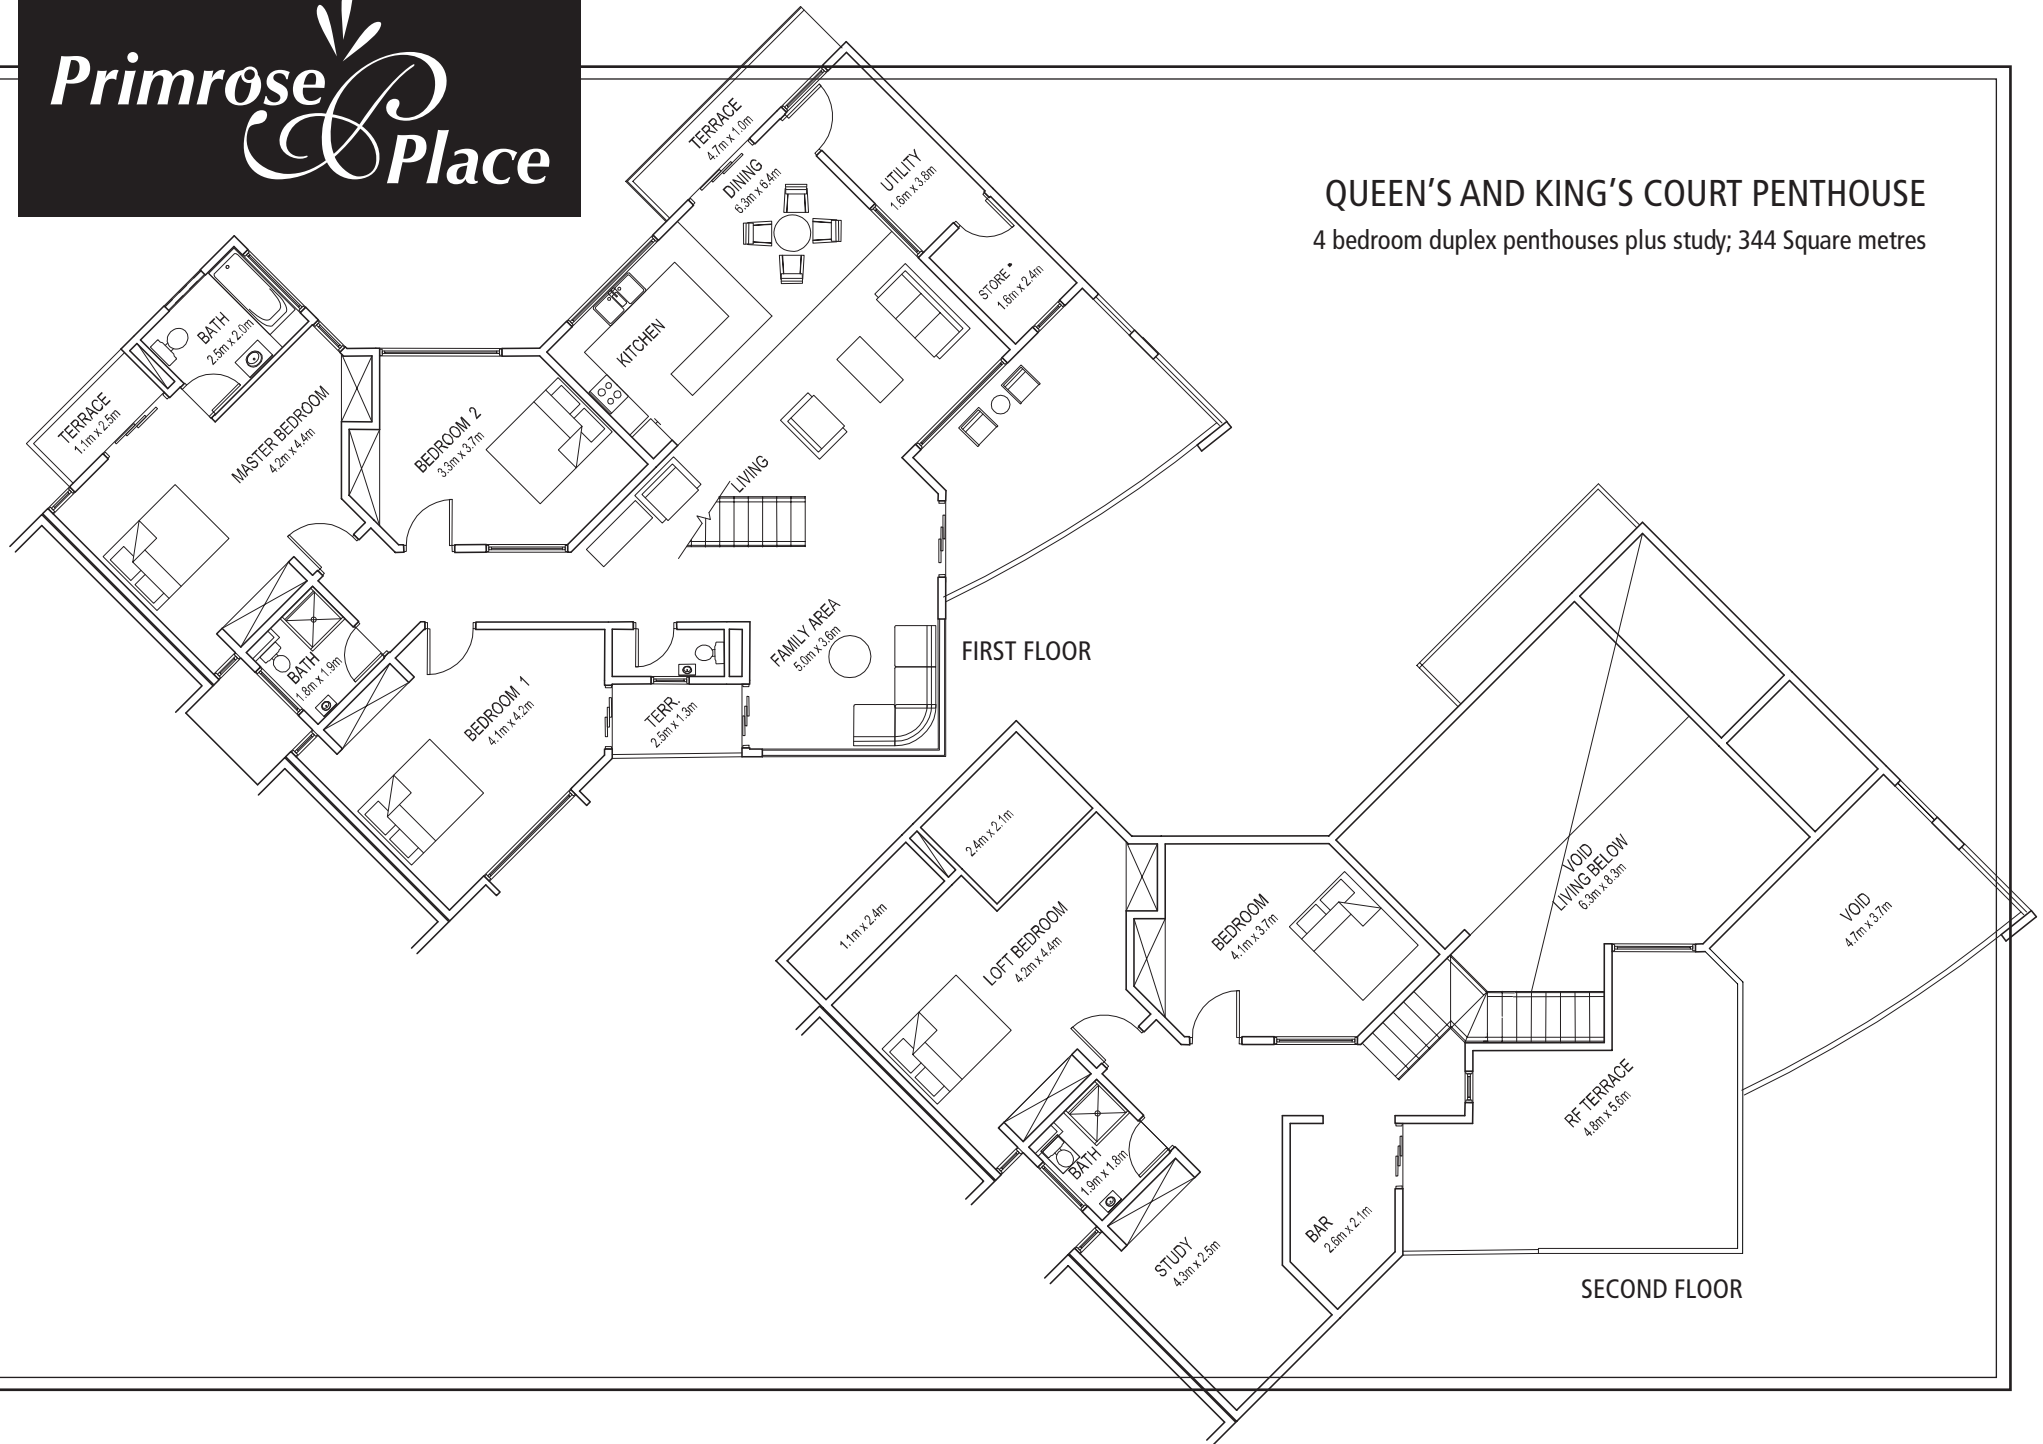 Primrose
Place
QUEEN'S AND KING'S COURT PENTHOUSE
4 bedroom duplex penthouses plus study; 344 Square metres
TERRACE
4.7m x 1.0m
DINING
6.3m x 6.4m
UTILITY
1.6m x 3.8m
STORE
1.6m x 2.4m
KITCHEN
BATH
2.5m x 2.0m
TERRACE
1.1m x 2.5m
MASTER BEDROOM
4.2m x 4.4m
BEDROOM 2
3.3m x 3.7m
LIVING
BATH
1.8m x 1.9m
BEDROOM 1
4.1m x 4.2m
TERR.
2.5m x 1.3m
FAMILY AREA
5.0m x 3.6m
FIRST FLOOR
2.4m x 2.1m
1.1m x 2.4m
LOFT BEDROOM
4.2m x 4.4m
BEDROOM
4.1m x 3.7m
VOID
LIVING BELOW
6.3m x 8.3m
VOID
4.7m x 3.7m
RF TERRACE
4.8m x 5.6m
BATH
1.9m x 1.8m
STUDY
4.3m x 2.5m
BAR
2.6m x 2.1m
SECOND FLOOR